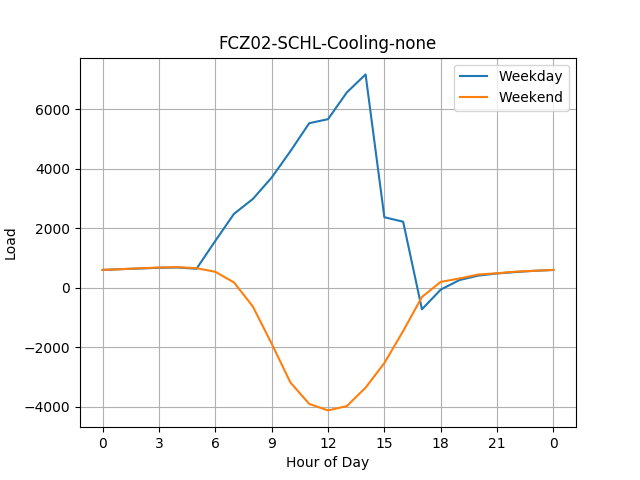 FCZ02-SCHL-Cooling-none
Weekday
Weekend
6000
4000
2000
0
−2000
−4000
Load
0 3 6 9 12 15 18 21 0
Hour of Day